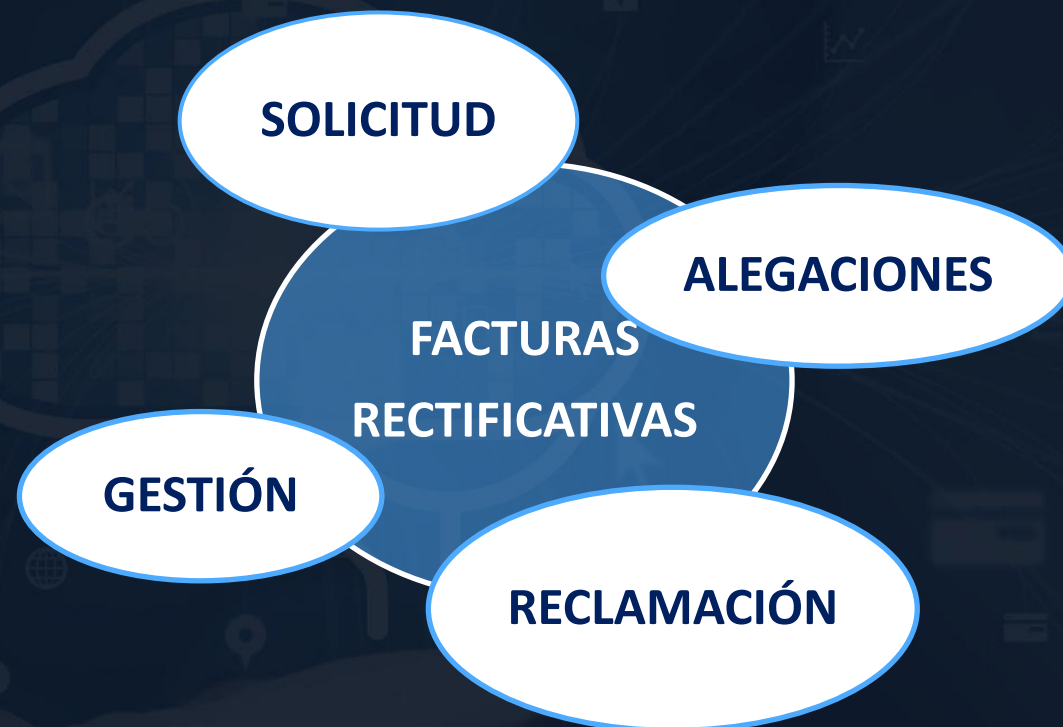 SOLICITUD
ALEGACIONES
FACTURAS
RECTIFICATIVAS
GESTIÓN
RECLAMACIÓN